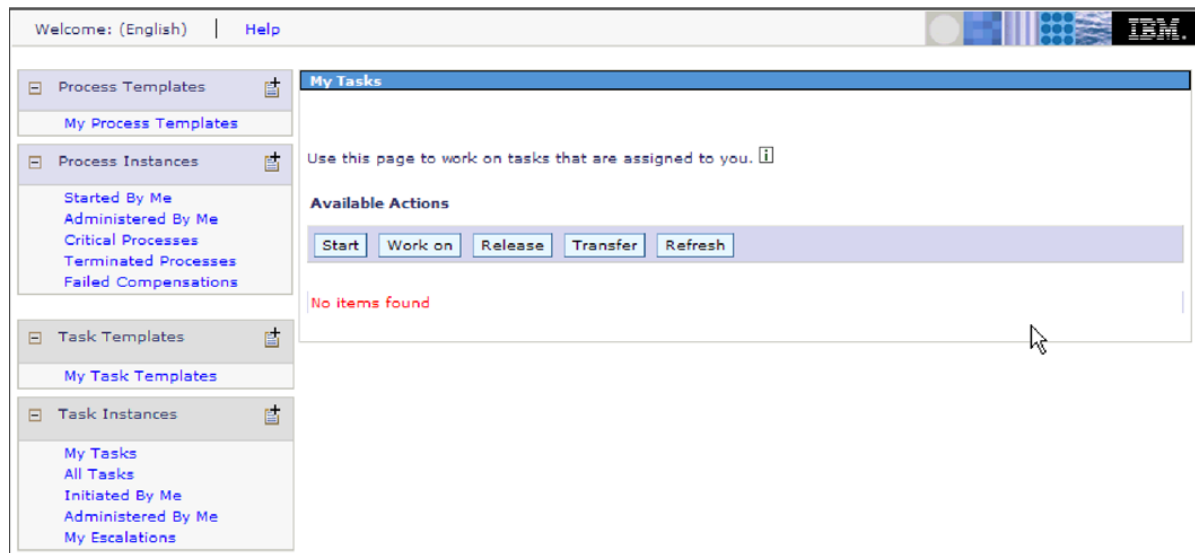 Welcome: (English) | Help
IBM.
Process Templates
My Process Templates
Process Instances
Started By Me
Administered By Me
Critical Processes
Terminated Processes
Failed Compensations
Task Templates
My Task Templates
Task Instances
My Tasks
All Tasks
Initiated By Me
Administered By Me
My Escalations
My Tasks
Use this page to work on tasks that are assigned to you. i
Available Actions
Start Work on Release Transfer Refresh
No items found